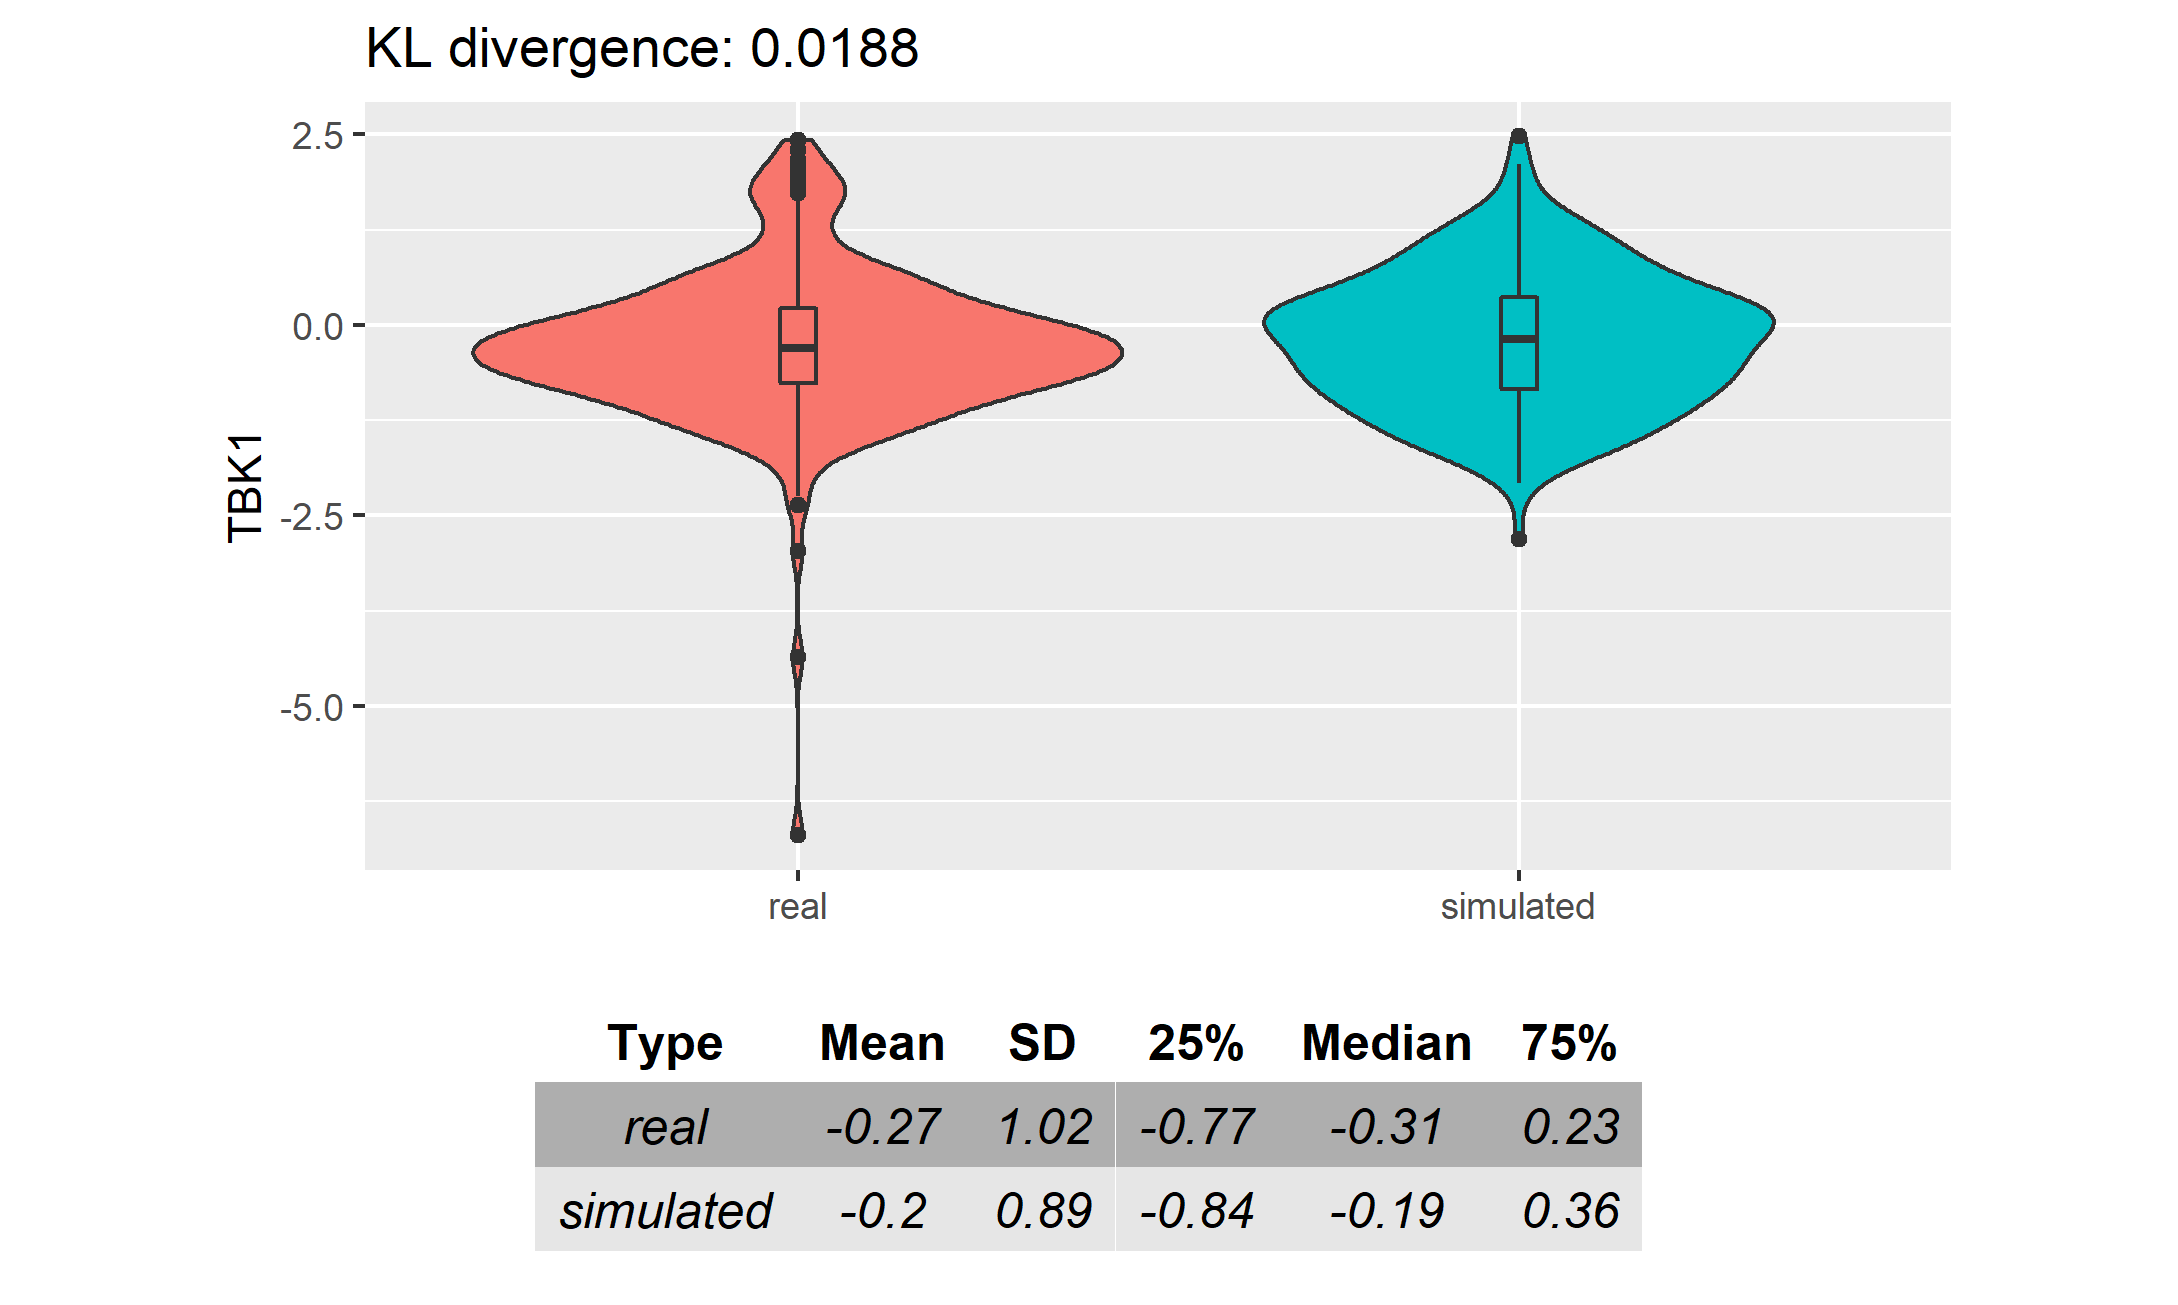 KL divergence: 0.0188
2.5
0.0
-2.5
-5.0
TBK1
real simulated
Type Mean SD 25% Median 75%
real -0.27 1.02 -0.77 -0.31 0.23
simulated -0.2 0.89 -0.84 -0.19 0.36